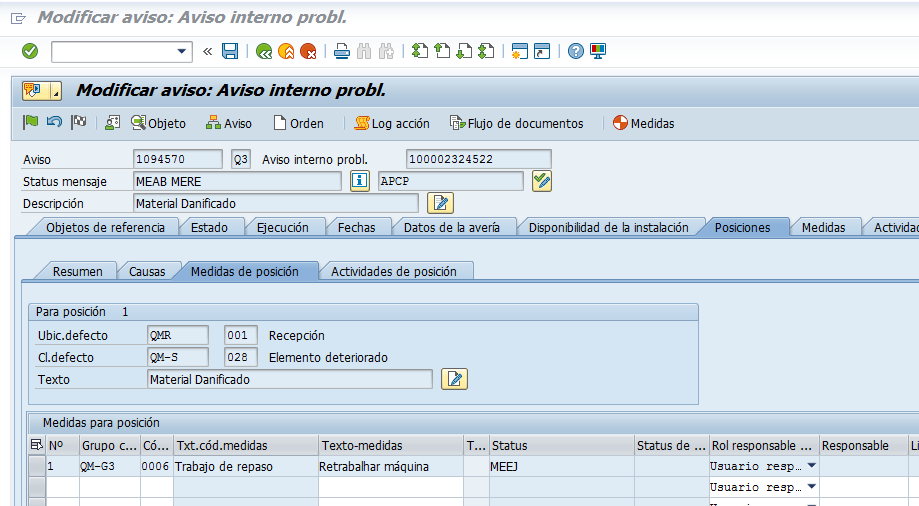 Modificar aviso: Aviso interno probl.
Modificar aviso: Aviso interno probl.
Objeto Aviso Orden Log acción Flujo de documentos Medidas
Aviso 1094570 Q3 Aviso interno probl. 100002324522
Status mensaje MEAB MERE APCP
Descripción Material Danificado
Objetos de referencia Estado Ejecución Fechas Datos de la avería Disponibilidad de la instalación Posiciones Medidas Activida
Resumen Causas Medidas de posición Actividades de posición
Para posición 1
Ubic.defecto QMR 001 Recepción
Cl.defecto QM-S 028 Elemento deteriorado
Texto Material Danificado
Medidas para posición
Nº Grupo c... Có... Txt.cód.medidas Texto-medidas T... Status Status de ... Rol responsable ... Responsable Lí
1 QM-G3 0006 Trabajo de repaso Retrabalhar máquina MEEJ Usuario resp...
Usuario resp...